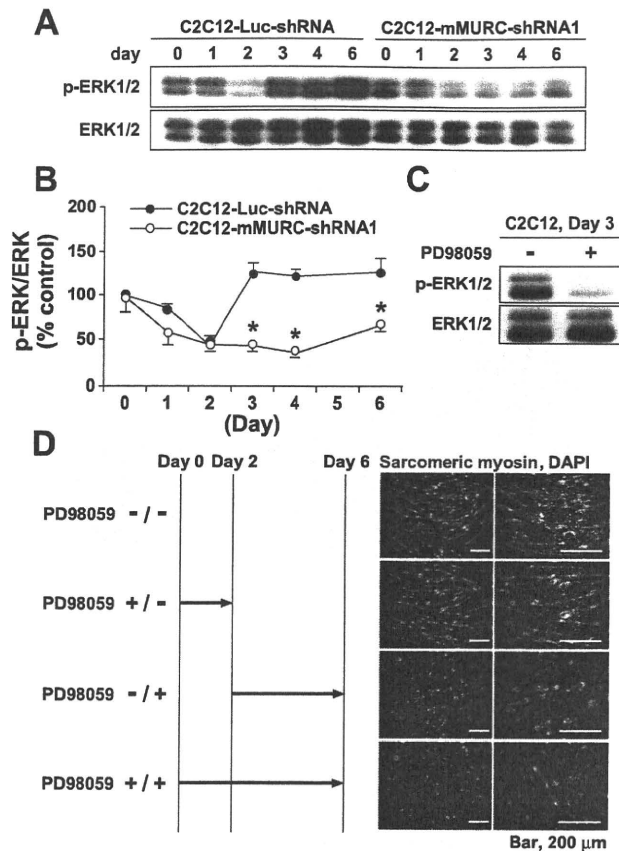 A
C2C12-Luc-shRNA C2C12-mMURC-shRNA1
day 0 1 2 3 4 6 0 1 2 3 4 6
p-ERK1/2
ERK1/2
B
200
150
100
50
0
p-ERK/ERK
(% control)
C2C12-Luc-shRNA
C2C12-mMURC-shRNA1
* * *
0 1 2 3 4 5 6
(Day)
C
C2C12, Day 3
PD98059 - +
p-ERK1/2
ERK1/2
D
Day 0 Day 2 Day 6 Sarcomeric myosin, DAPI
PD98059 - / -
PD98059 + / -
PD98059 - / +
PD98059 + / +
Bar, 200 μm